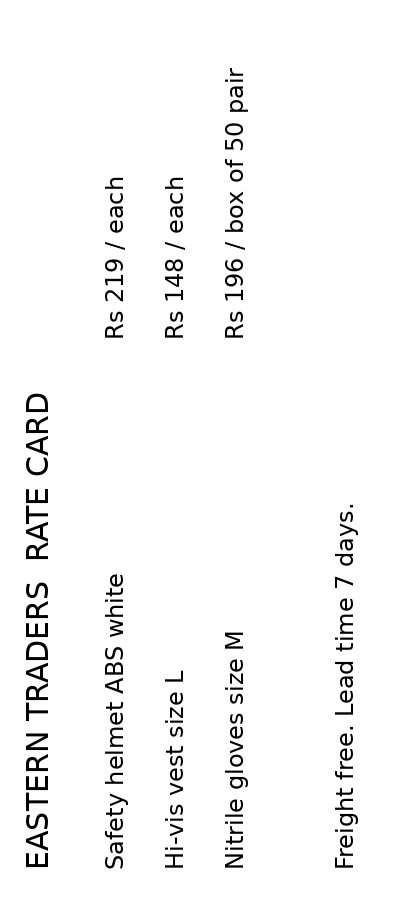 EASTERN TRADERS  RATE CARD
Safety helmet ABS white Rs 219 / each
Hi-vis vest size L Rs 148 / each
Nitrile gloves size M Rs 196 / box of 50 pair
Freight free. Lead time 7 days.